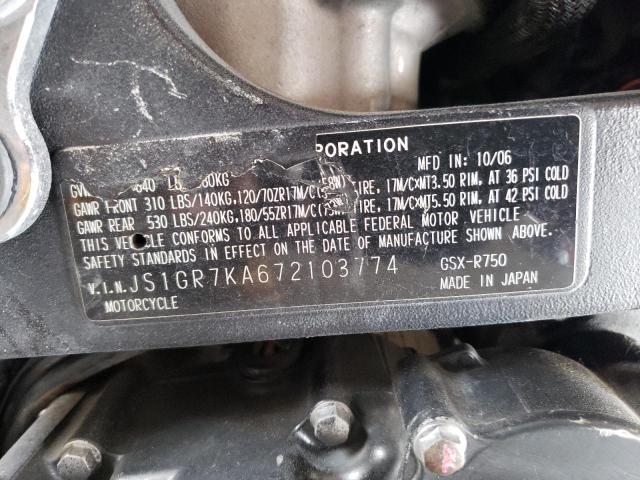 PORATION MFD IN: 10/06
GAWR FRONT 310 LBS/140KG,120/70ZR17M/C TIRE, 17M/CxMT3.50 RIM, AT 36 PSI COLD
GAWR REAR 530 LBS/240KG,180/55ZR17M/C TIRE, 17M/CxMT5.50 RIM, AT 42 PSI COLD
THIS VEHICLE CONFORMS TO ALL APPLICABLE FEDERAL MOTOR VEHICLE
SAFETY STANDARDS IN EFFECT ON THE DATE OF MANUFACTURE SHOWN ABOVE.
V.I.N. JS1GR7KA672103774 GSX-R750
MOTORCYCLE MADE IN JAPAN